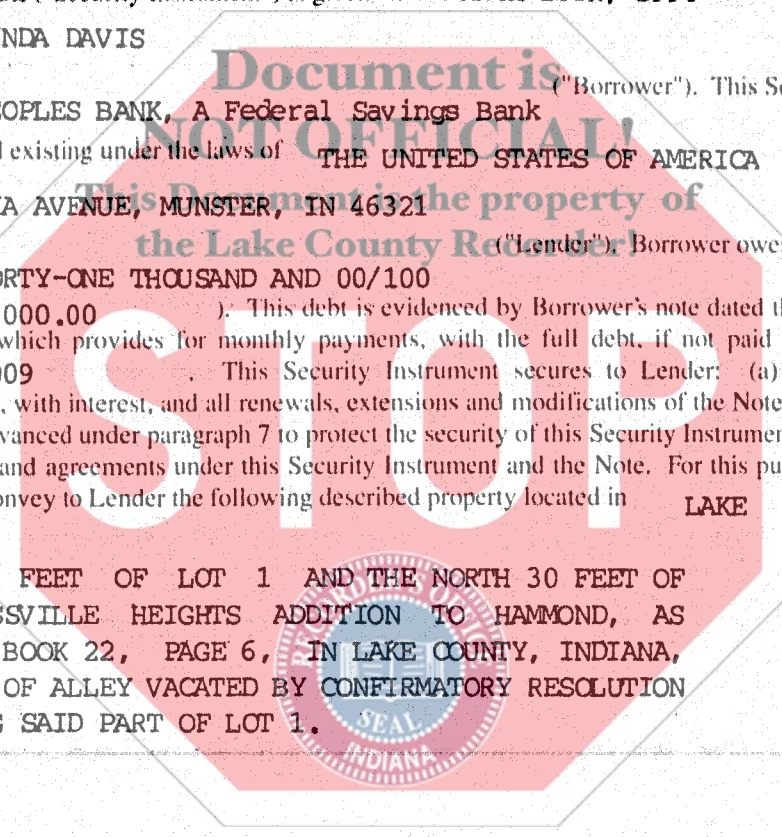 NDA DAVIS
Document is
("Borrower"). This Se
OPLES BANK, A Federal Savings Bank
NOT OFFICIAL!
l existing under the laws of THE UNITED STATES OF AMERICA
This Document is the property of
A AVENUE, MUNSTER, IN 46321
the Lake County Recorder!
("Lender"). Borrower owe
RTY-ONE THOUSAND AND 00/100
000.00 ). This debt is evidenced by Borrower's note dated th
which provides for monthly payments, with the full debt, if not paid
009 . This Security Instrument secures to Lender: (a)
, with interest, and all renewals, extensions and modifications of the Note
vanced under paragraph 7 to protect the security of this Security Instrumen
and agreements under this Security Instrument and the Note. For this pu
onvey to Lender the following described property located in LAKE
STOP
FEET OF LOT 1 AND THE NORTH 30 FEET OF
SSVILLE HEIGHTS ADDITION TO HAMMOND, AS
BOOK 22, PAGE 6, IN LAKE COUNTY, INDIANA,
OF ALLEY VACATED BY CONFIRMATORY RESOLUTION
G SAID PART OF LOT 1.
RECORDER'S OFFICE
SEAL
INDIANA